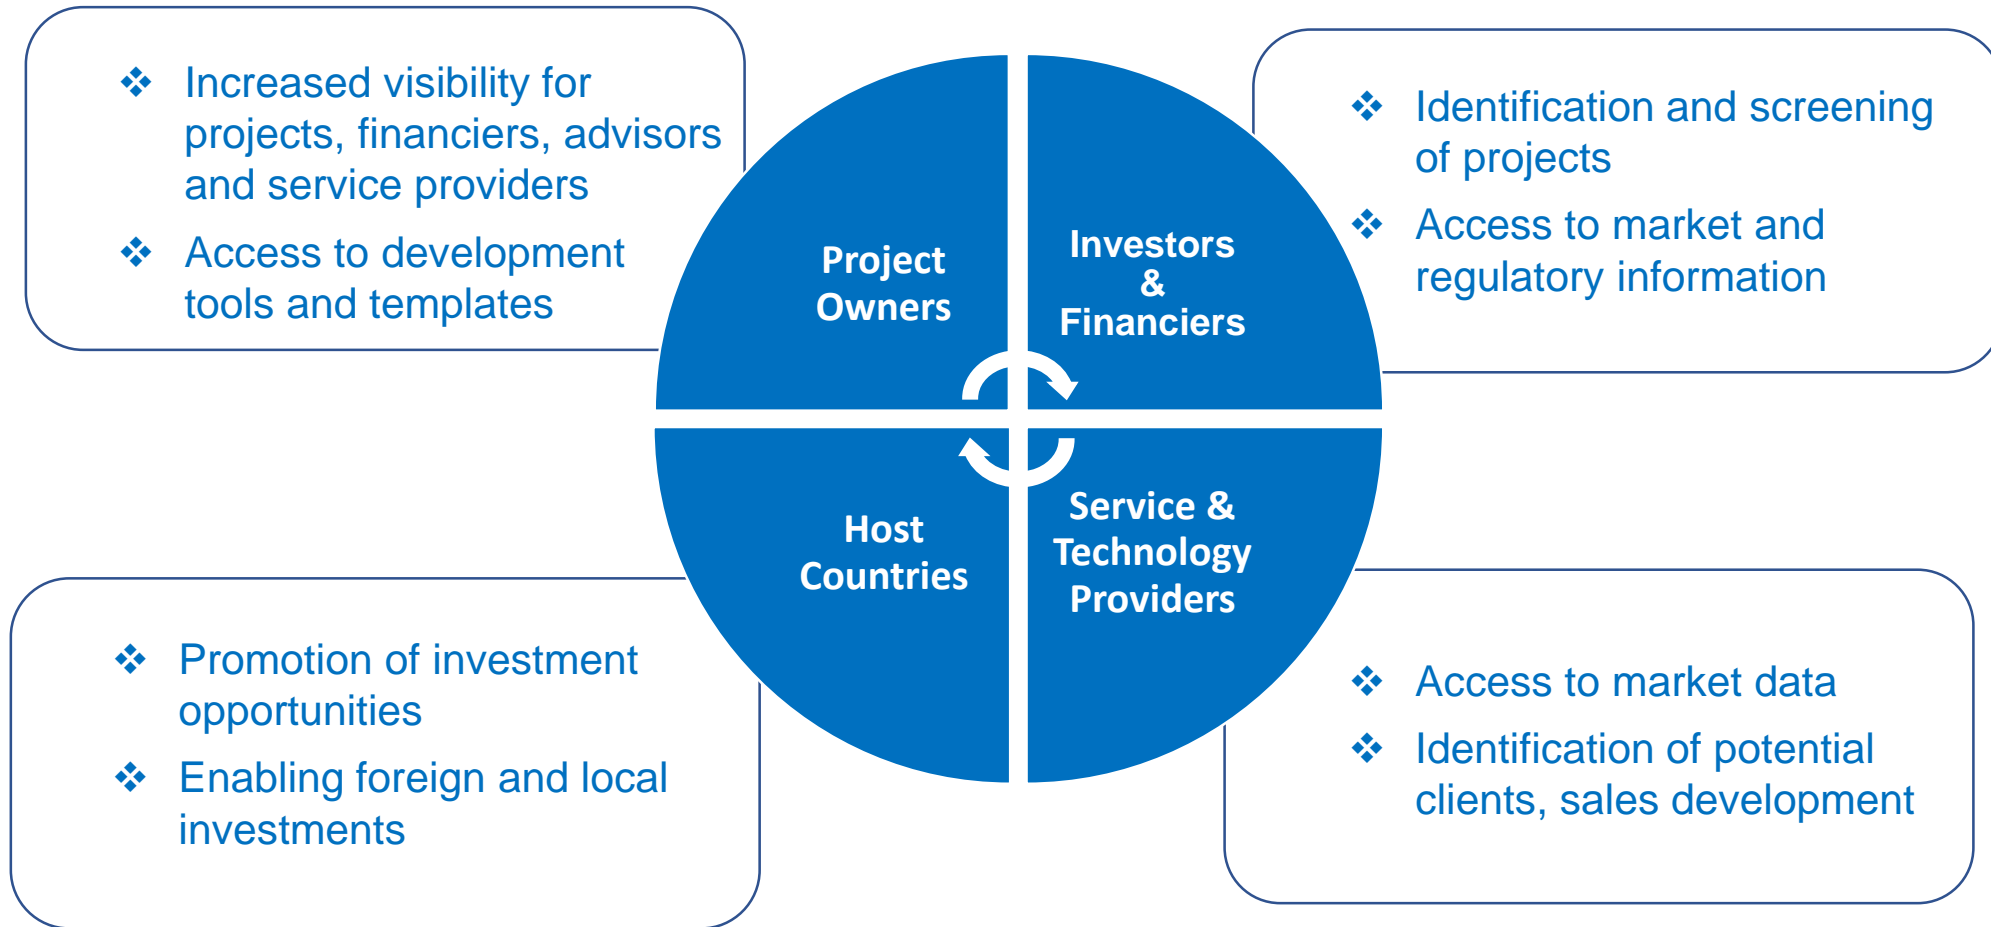 Increased visibility for
projects, financiers, advisors
and service providers
Access to development
tools and templates
Project
Owners
Investors
&
Financiers
Identification and screening
of projects
Access to market and
regulatory information
Promotion of investment
opportunities
Enabling foreign and local
investments
Host
Countries
Service &
Technology
Providers
Access to market data
Identification of potential
clients, sales development